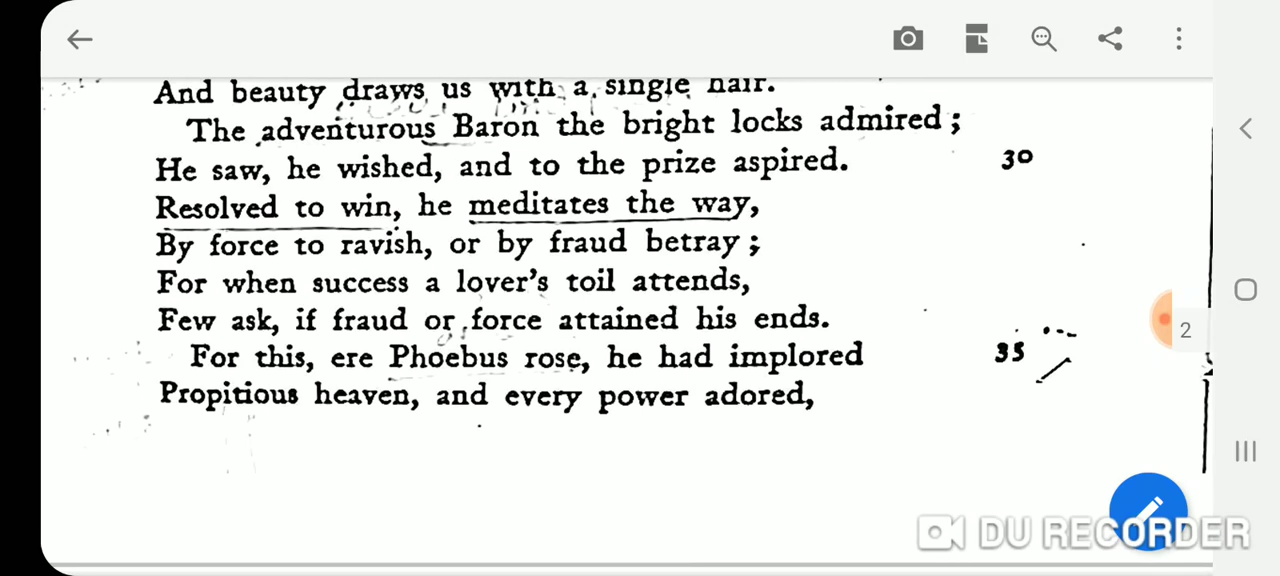 And beauty draws us with a single hair.
The adventurous Baron the bright locks admired;
He saw, he wished, and to the prize aspired. 30
Resolved to win, he meditates the way,
By force to ravish, or by fraud betray;
For when success a lover's toil attends,
Few ask, if fraud or force attained his ends.
2
For this, ere Phoebus rose, he had implored 35
Propitious heaven, and every power adored,
DU RECORDER